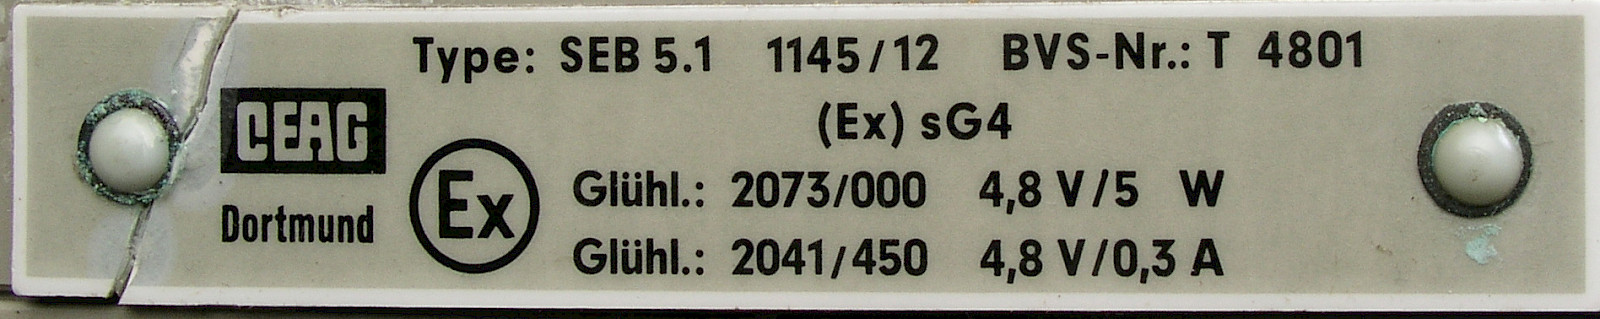 Type: SEB 5.1 1145/12 BVS-Nr.: T 4801
CEAG
(Ex) sG4
Dortmund
Ex
Glühl.: 2073/000 4,8 V/5 W
Glühl.: 2041/450 4,8 V/0,3 A